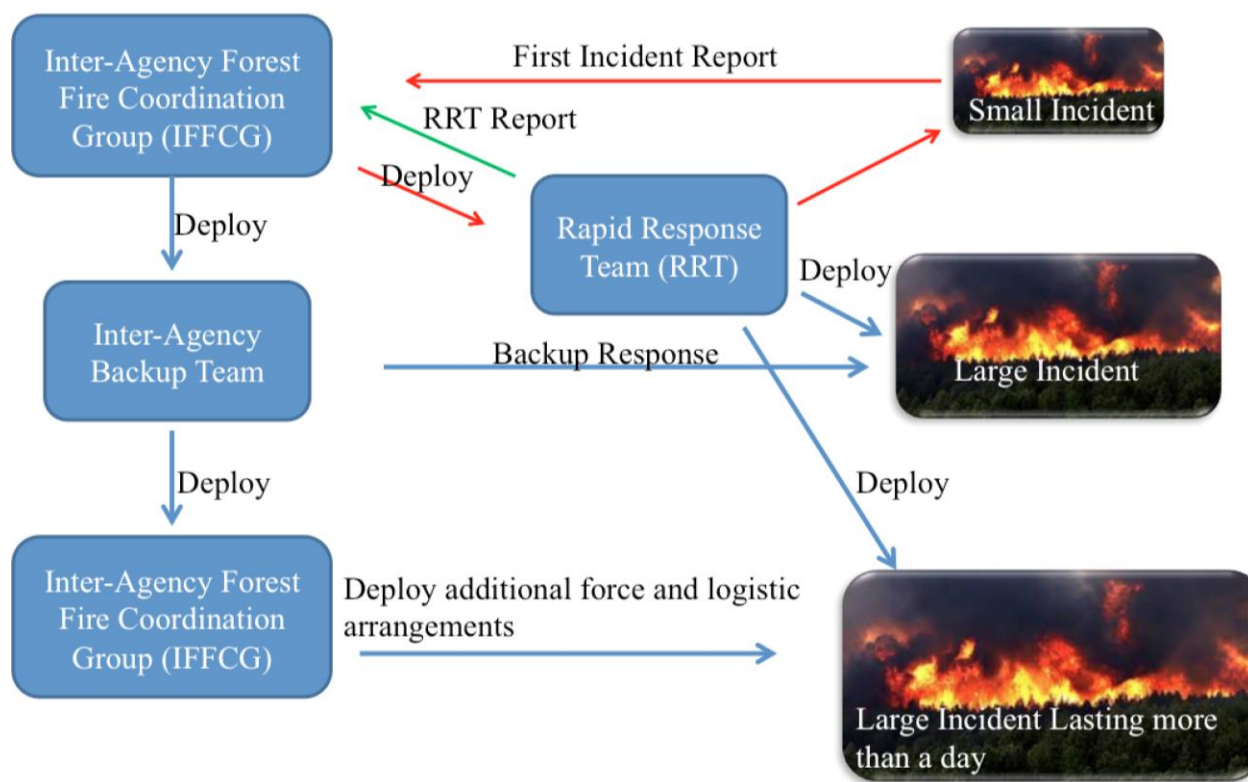 Inter-Agency Forest
Fire Coordination
Group (IFFCG)
First Incident Report
Small Incident
RRT Report
Deploy
Deploy
Rapid Response
Team (RRT)
Deploy
Inter-Agency
Backup Team
Backup Response
Large Incident
Deploy
Deploy
Inter-Agency Forest
Fire Coordination
Group (IFFCG)
Deploy additional force and logistic
arrangements
Large Incident Lasting more
than a day